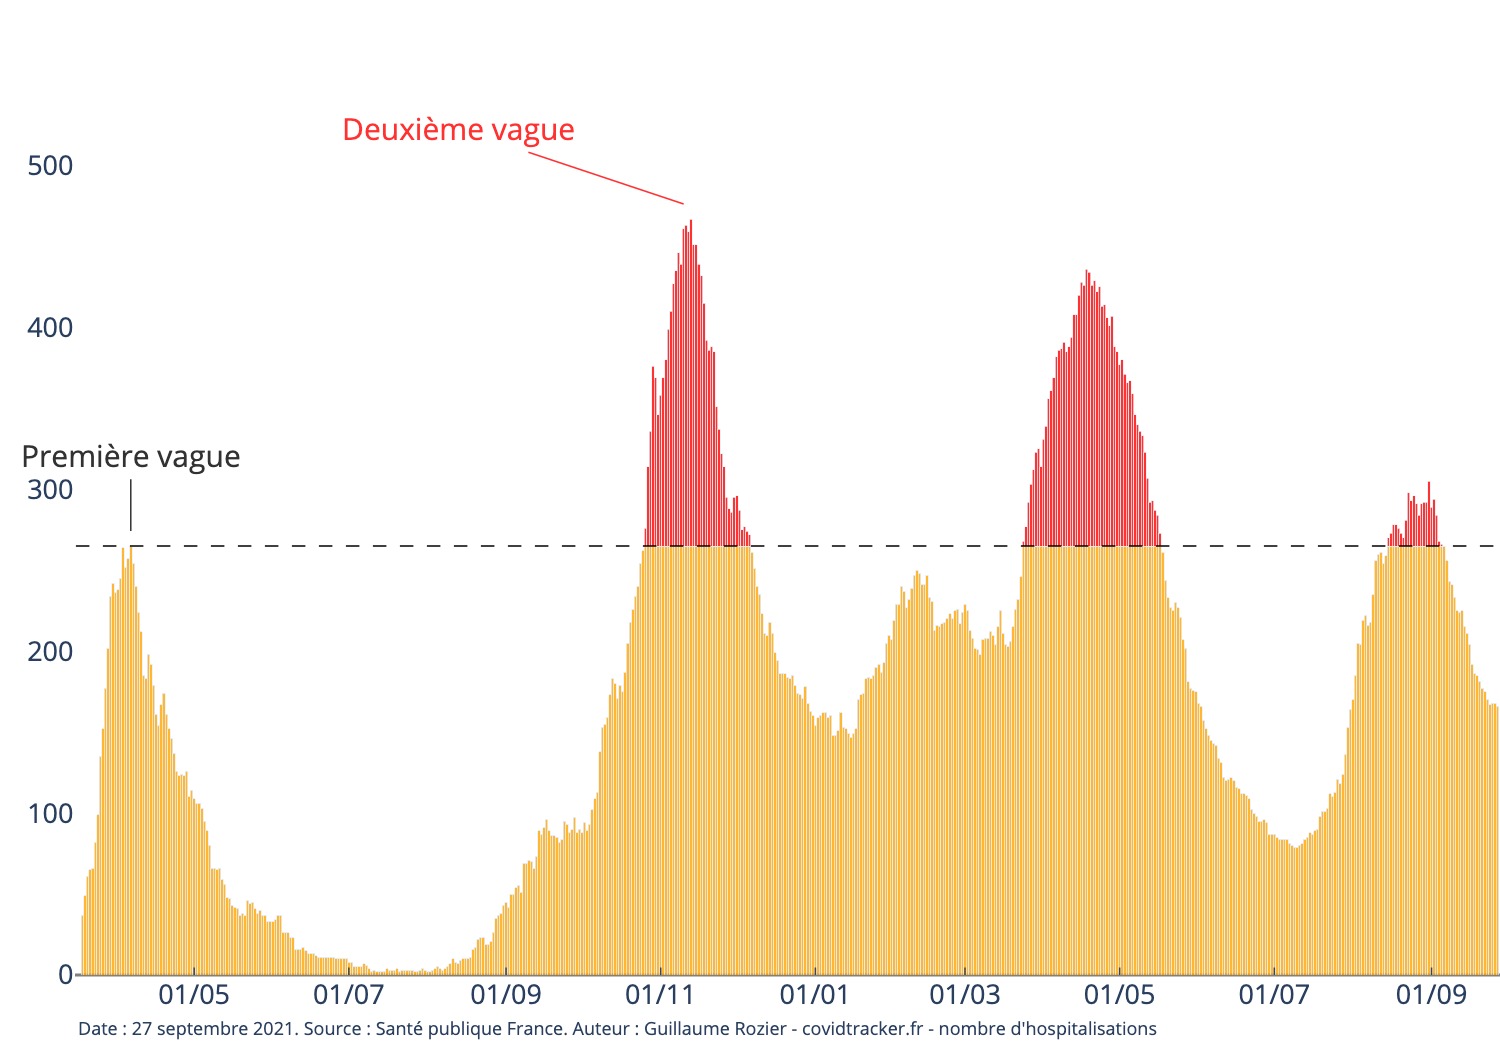 Deuxième vague
500
400
Première vague
300
200
100
0
01/05 01/07 01/09 01/11 01/01 01/03 01/05 01/07 01/09
Date : 27 septembre 2021. Source : Santé publique France. Auteur : Guillaume Rozier - covidtracker.fr - nombre d'hospitalisations